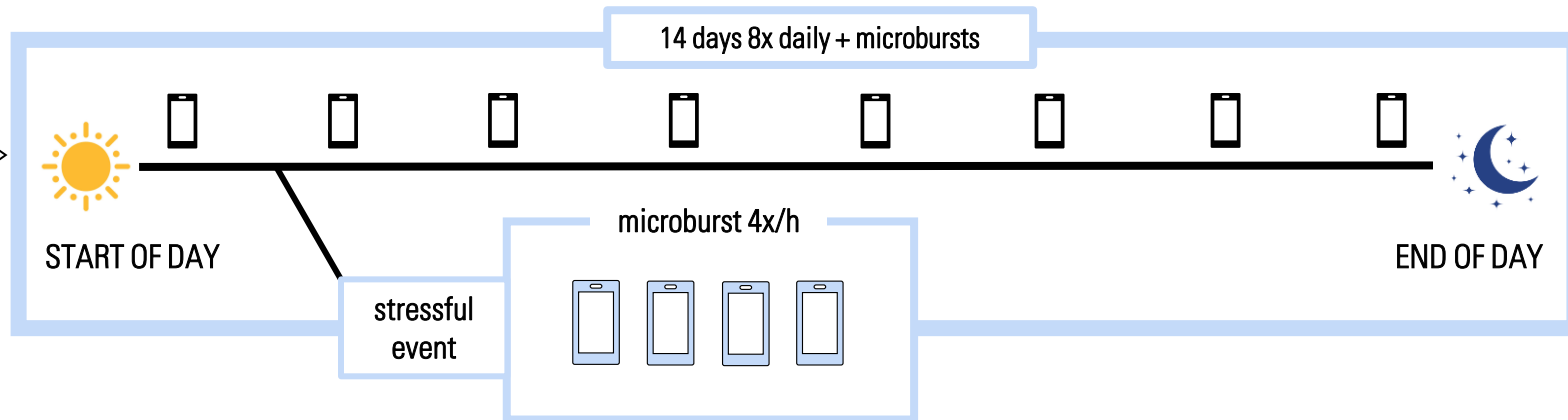 14 days 8x daily + microbursts
START OF DAY
microburst 4x/h
END OF DAY
stressful
event